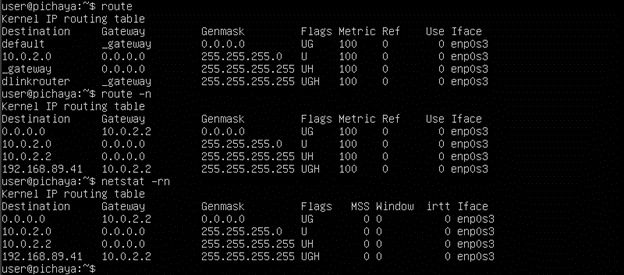 user@pichaya:~$ route
Kernel IP routing table
Destination     Gateway         Genmask         Flags Metric Ref    Use Iface
default         _gateway        0.0.0.0         UG    100    0        0 enp0s3
10.0.2.0        0.0.0.0         255.255.255.0   U     100    0        0 enp0s3
_gateway        0.0.0.0         255.255.255.255 UH    100    0        0 enp0s3
dlinkrouter     _gateway        255.255.255.255 UGH   100    0        0 enp0s3
user@pichaya:~$ route -n
Kernel IP routing table
Destination     Gateway         Genmask         Flags Metric Ref    Use Iface
0.0.0.0         10.0.2.2        0.0.0.0         UG    100    0        0 enp0s3
10.0.2.0        0.0.0.0         255.255.255.0   U     100    0        0 enp0s3
10.0.2.2        0.0.0.0         255.255.255.255 UH    100    0        0 enp0s3
192.168.89.41   10.0.2.2        255.255.255.255 UGH   100    0        0 enp0s3
user@pichaya:~$ netstat -rn
Kernel IP routing table
Destination     Gateway         Genmask         Flags   MSS Window  irtt Iface
0.0.0.0         10.0.2.2        0.0.0.0         UG        0 0          0 enp0s3
10.0.2.0        0.0.0.0         255.255.255.0   U         0 0          0 enp0s3
10.0.2.2        0.0.0.0         255.255.255.255 UH        0 0          0 enp0s3
192.168.89.41   10.0.2.2        255.255.255.255 UGH       0 0          0 enp0s3
user@pichaya:~$